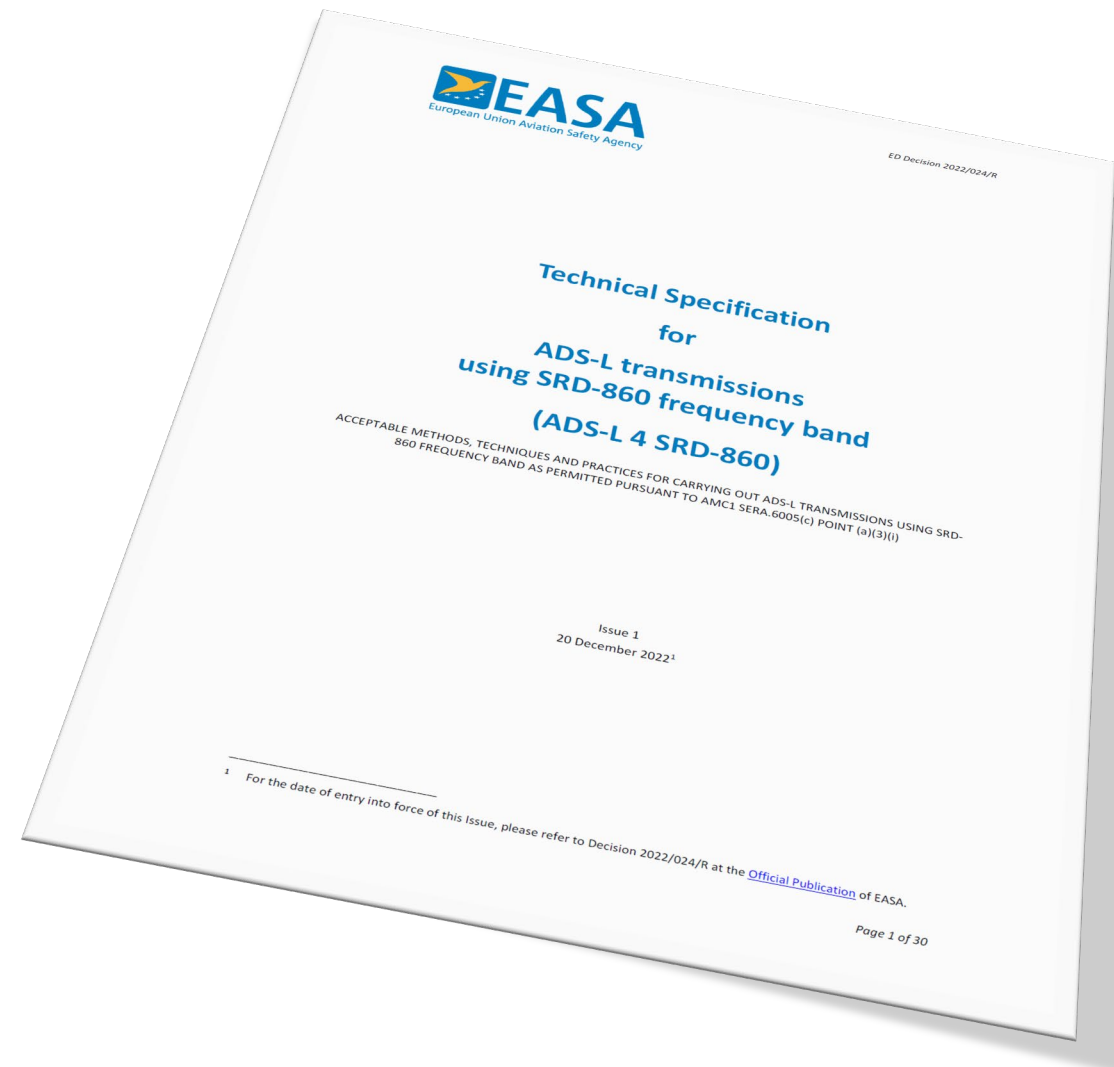 EASA
European Union Aviation Safety Agency
ED Decision 2022/024/R
Technical Specification
for
ADS-L transmissions
using SRD-860 frequency band
(ADS-L 4 SRD-860)
ACCEPTABLE METHODS, TECHNIQUES AND PRACTICES FOR CARRYING OUT ADS-L TRANSMISSIONS USING SRD-
860 FREQUENCY BAND AS PERMITTED PURSUANT TO AMC1 SERA.6005(c) POINT (a)(3)(i)
Issue 1
20 December 2022¹
¹ For the date of entry into force of this Issue, please refer to Decision 2022/024/R at the Official Publication of EASA.
Page 1 of 30